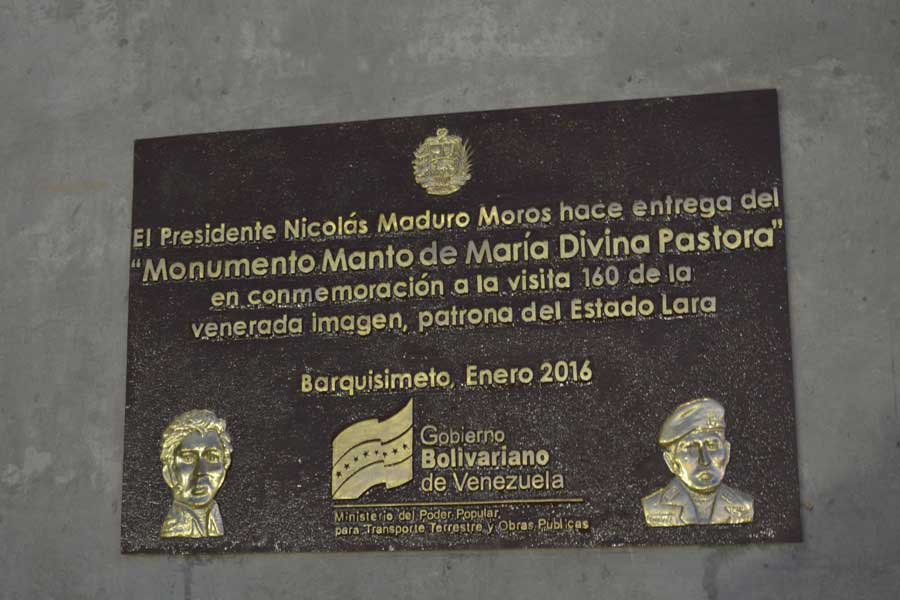 El Presidente Nicolás Maduro Moros hace entrega del
"Monumento Manto de María Divina Pastora"
en conmemoración a la visita 160 de la
venerada imagen, patrona del Estado Lara
Barquisimeto, Enero 2016
Gobierno
Bolivariano
de Venezuela
Ministerio del Poder Popular
para Transporte Terrestre y Obras Públicas